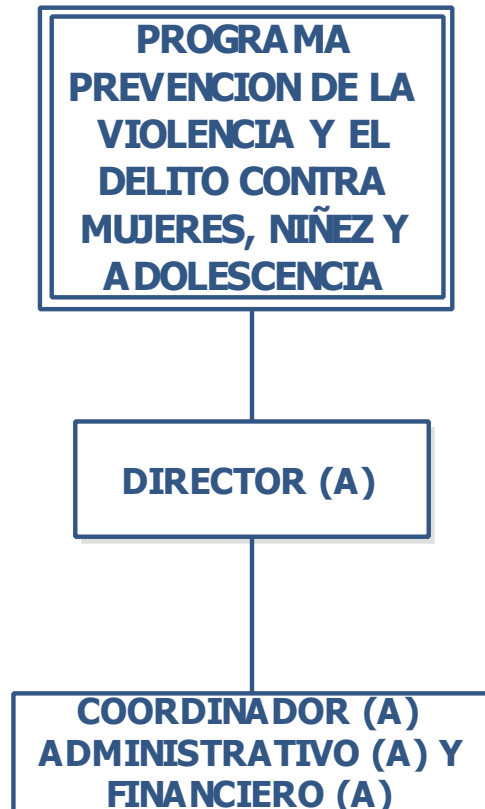 PROGRAMA
PREVENCION DE LA
VIOLENCIA Y EL
DELITO CONTRA
MUJERES, NIÑEZ Y
ADOLESCENCIA
DIRECTOR (A)
COORDINADOR (A)
ADMINISTRATIVO (A) Y
FINANCIERO (A)